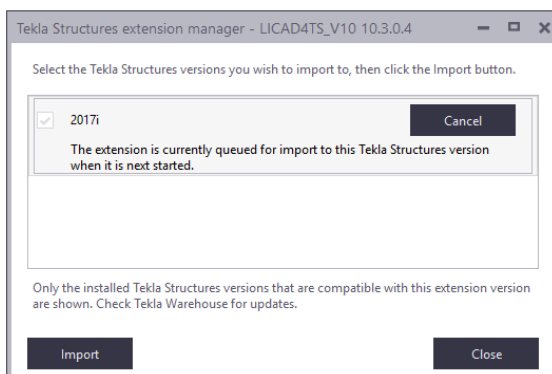 Tekla Structures extension manager - LICAD4TS_V10 10.3.0.4
Select the Tekla Structures versions you wish to import to, then click the Import button.
2017i
Cancel
The extension is currently queued for import to this Tekla Structures version
when it is next started.
Only the installed Tekla Structures versions that are compatible with this extension version
are shown. Check Tekla Warehouse for updates.
Import
Close